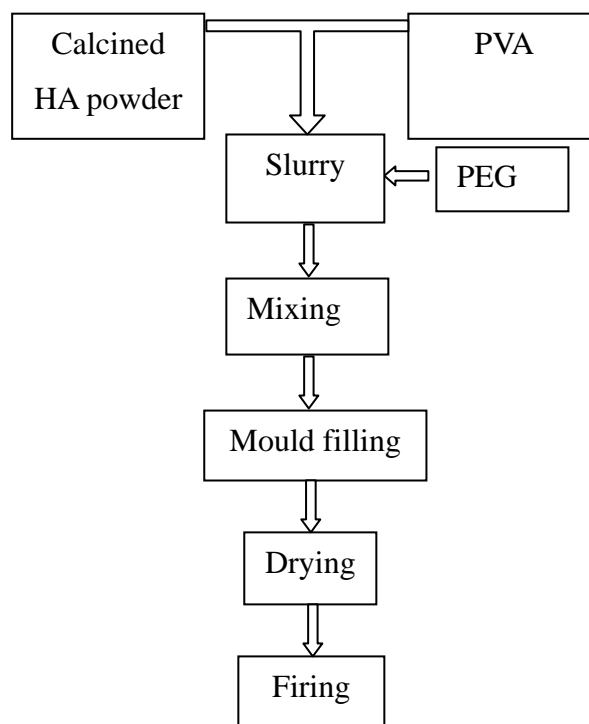 Calcined
HA powder
PVA
Slurry
PEG
Mixing
Mould filling
Drying
Firing